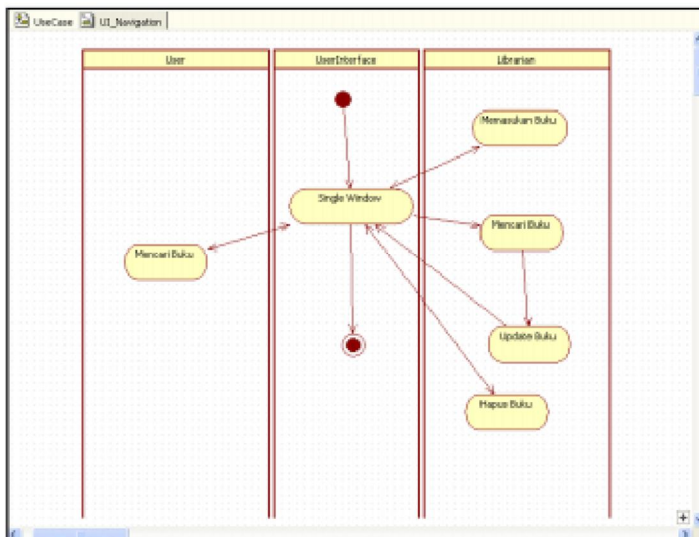 UseCase UI_Navigation
User UserInterface Librarian
Memasukan Buku
Single Window
Mencari Buku
Mencari Buku
Update Buku
Hapus Buku